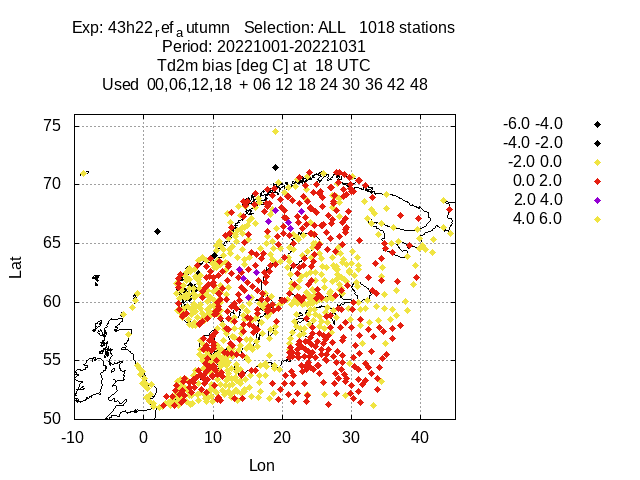 Exp: 43h22refautumn Selection: ALL 1018 stations
Period: 20221001-20221031
Td2m bias [deg C] at 18 UTC
Used 00,06,12,18 + 06 12 18 24 30 36 42 48
-6.0 -4.0
-4.0 -2.0
-2.0 0.0
0.0 2.0
2.0 4.0
4.0 6.0
75
70
65
60
55
50
Lat
-10 0 10 20 30 40
Lon